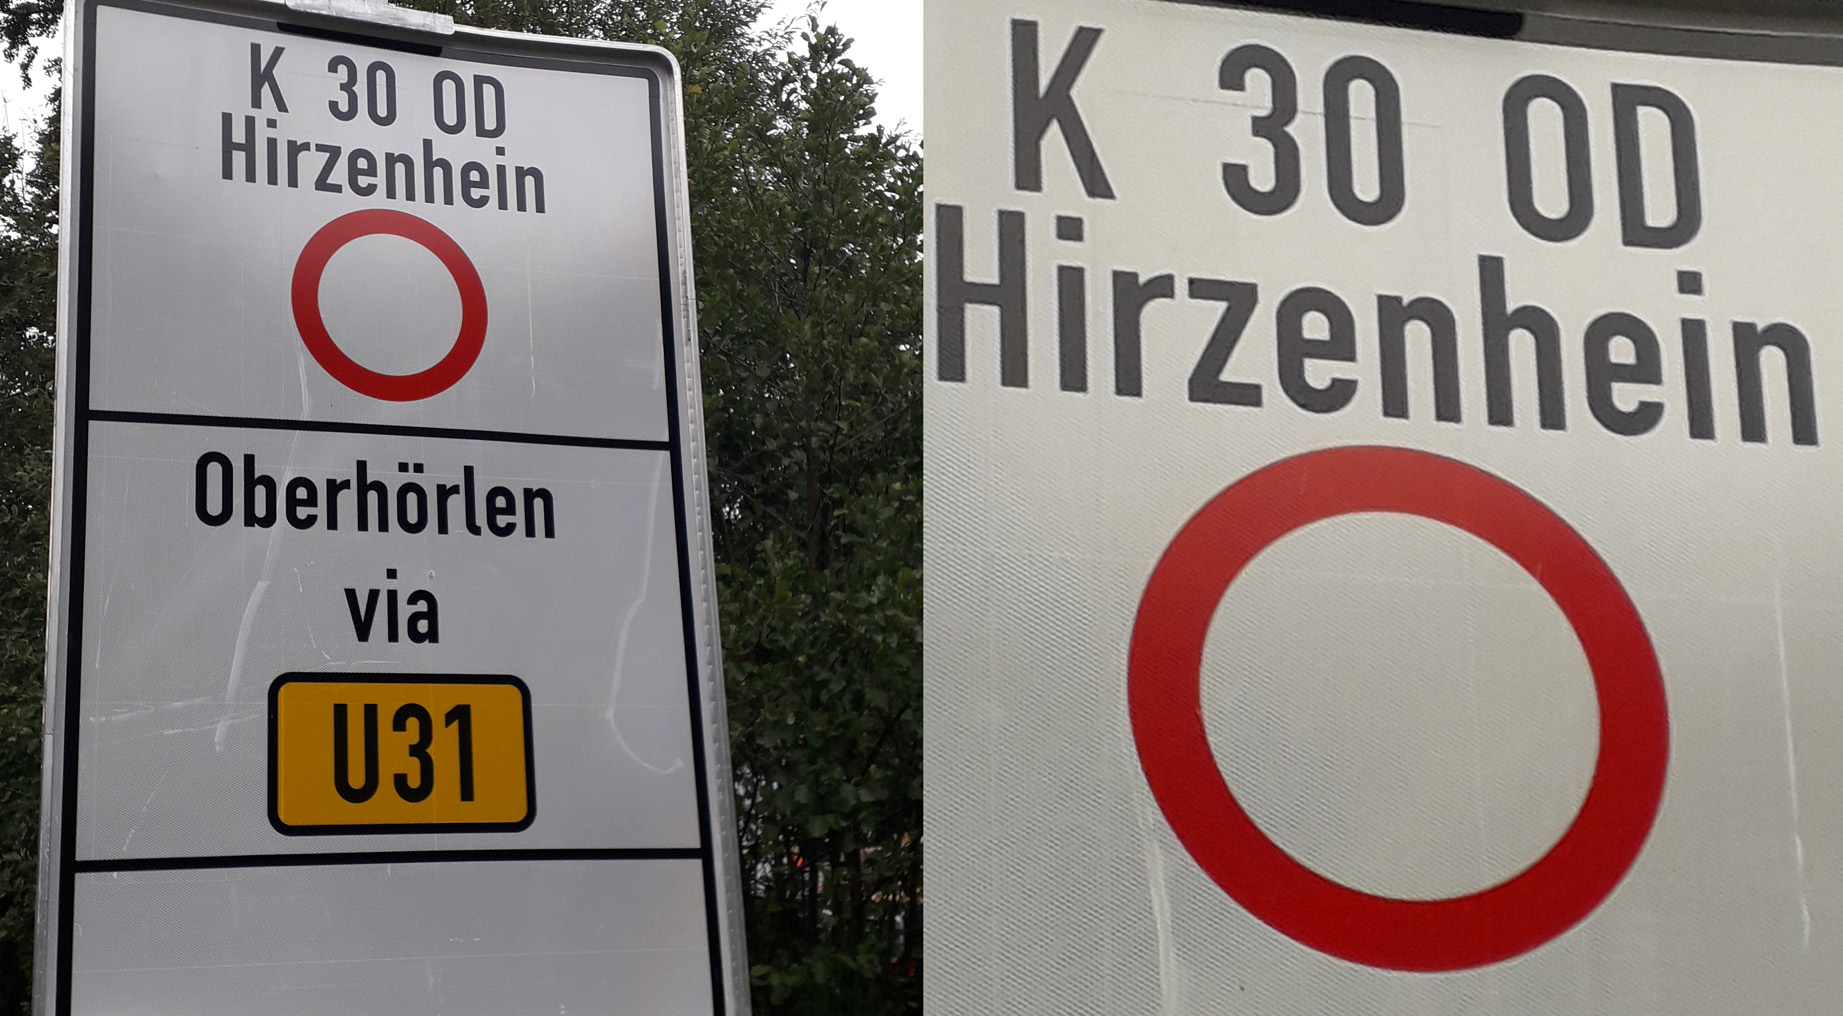 K 30 OD
Hirzenhein
Oberhörlen
via
U31
K 30 OD
Hirzenhein